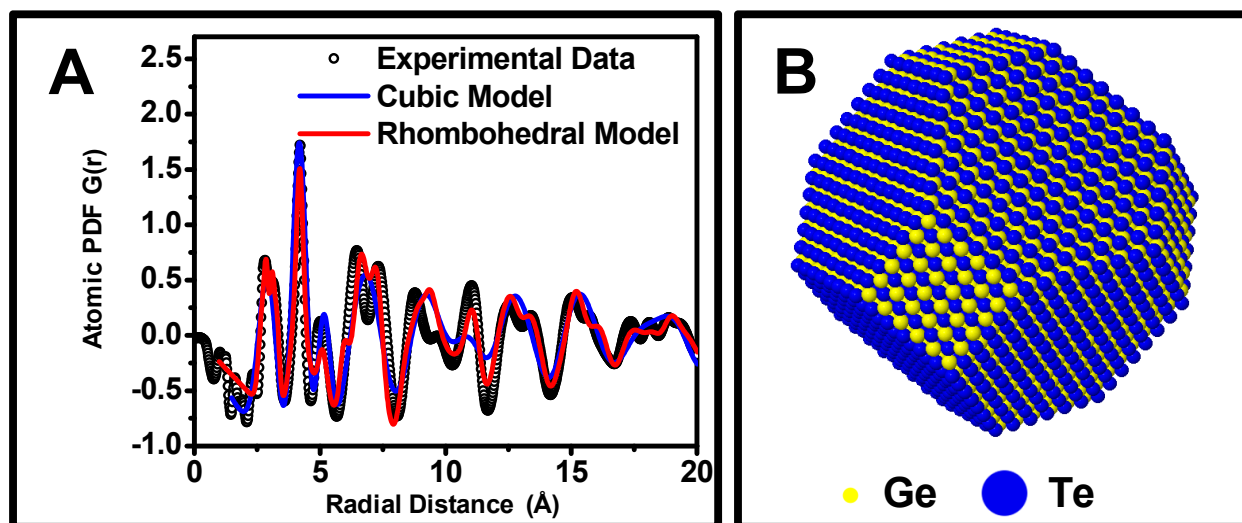 A
Experimental Data
Cubic Model
Rhombohedral Model
Atomic PDF G(r)
2.5
2.0
1.5
1.0
0.5
0.0
-0.5
-1.0
0 5 10 15 20
Radial Distance (Å)
B
Ge Te